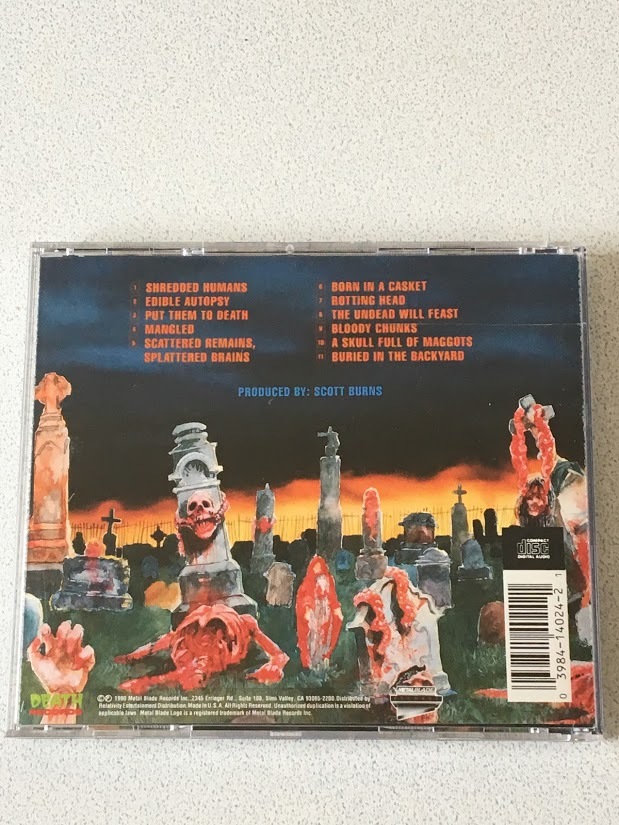 1 SHREDDED HUMANS
2 EDIBLE AUTOPSY
3 PUT THEM TO DEATH
4 MANGLED
5 SCATTERED REMAINS,
SPLATTERED BRAINS
6 BORN IN A CASKET
7 ROTTING HEAD
8 THE UNDEAD WILL FEAST
9 BLOODY CHUNKS
10 A SKULL FULL OF MAGGOTS
11 BURIED IN THE BACKYARD
PRODUCED BY: SCOTT BURNS
COMPACT
disc
DIGITAL AUDIO
0 3984-14024-2 1
DEATH
METAL BLADE
©℗ 1990 Metal Blade Records Inc., 2345 Erringer Rd., Suite 108, Simi Valley, CA 93065-2200. Distributed by
Relativity Entertainment Distribution. Made in U.S.A. All Rights Reserved. Unauthorized duplication is a violation of
applicable laws. Metal Blade Logo is a registered trademark of Metal Blade Records Inc.